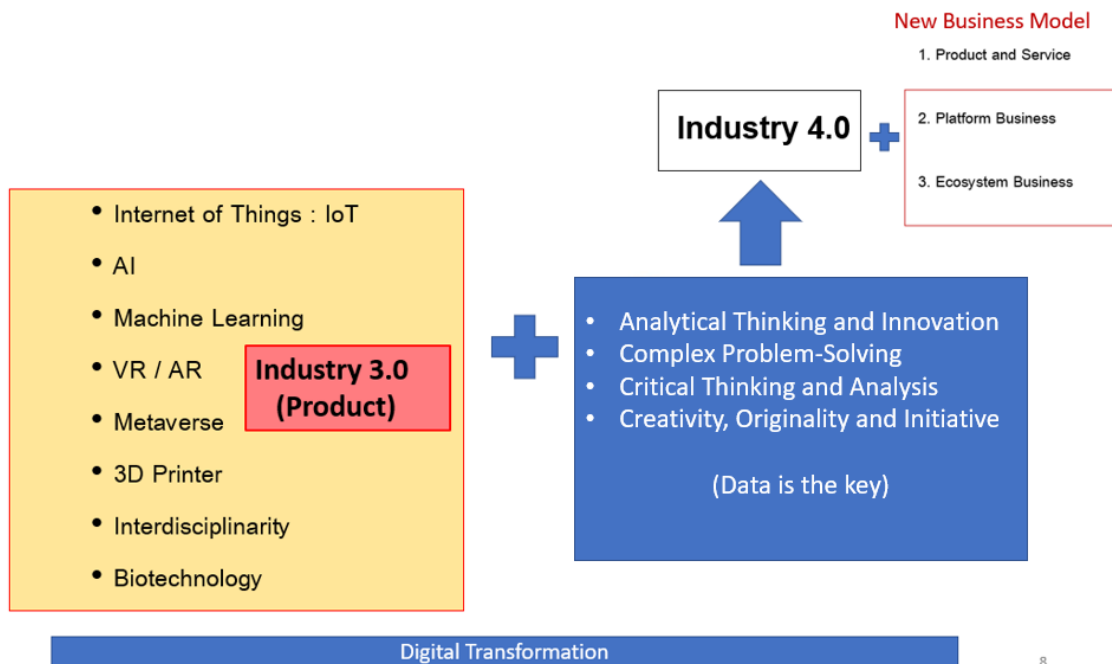 New Business Model
1. Product and Service
2. Platform Business
3. Ecosystem Business
Industry 4.0
• Internet of Things : IoT
• AI
• Machine Learning
• VR / AR
• Metaverse
• 3D Printer
• Interdisciplinarity
• Biotechnology
Industry 3.0
(Product)
• Analytical Thinking and Innovation
• Complex Problem-Solving
• Critical Thinking and Analysis
• Creativity, Originality and Initiative
(Data is the key)
Digital Transformation
8